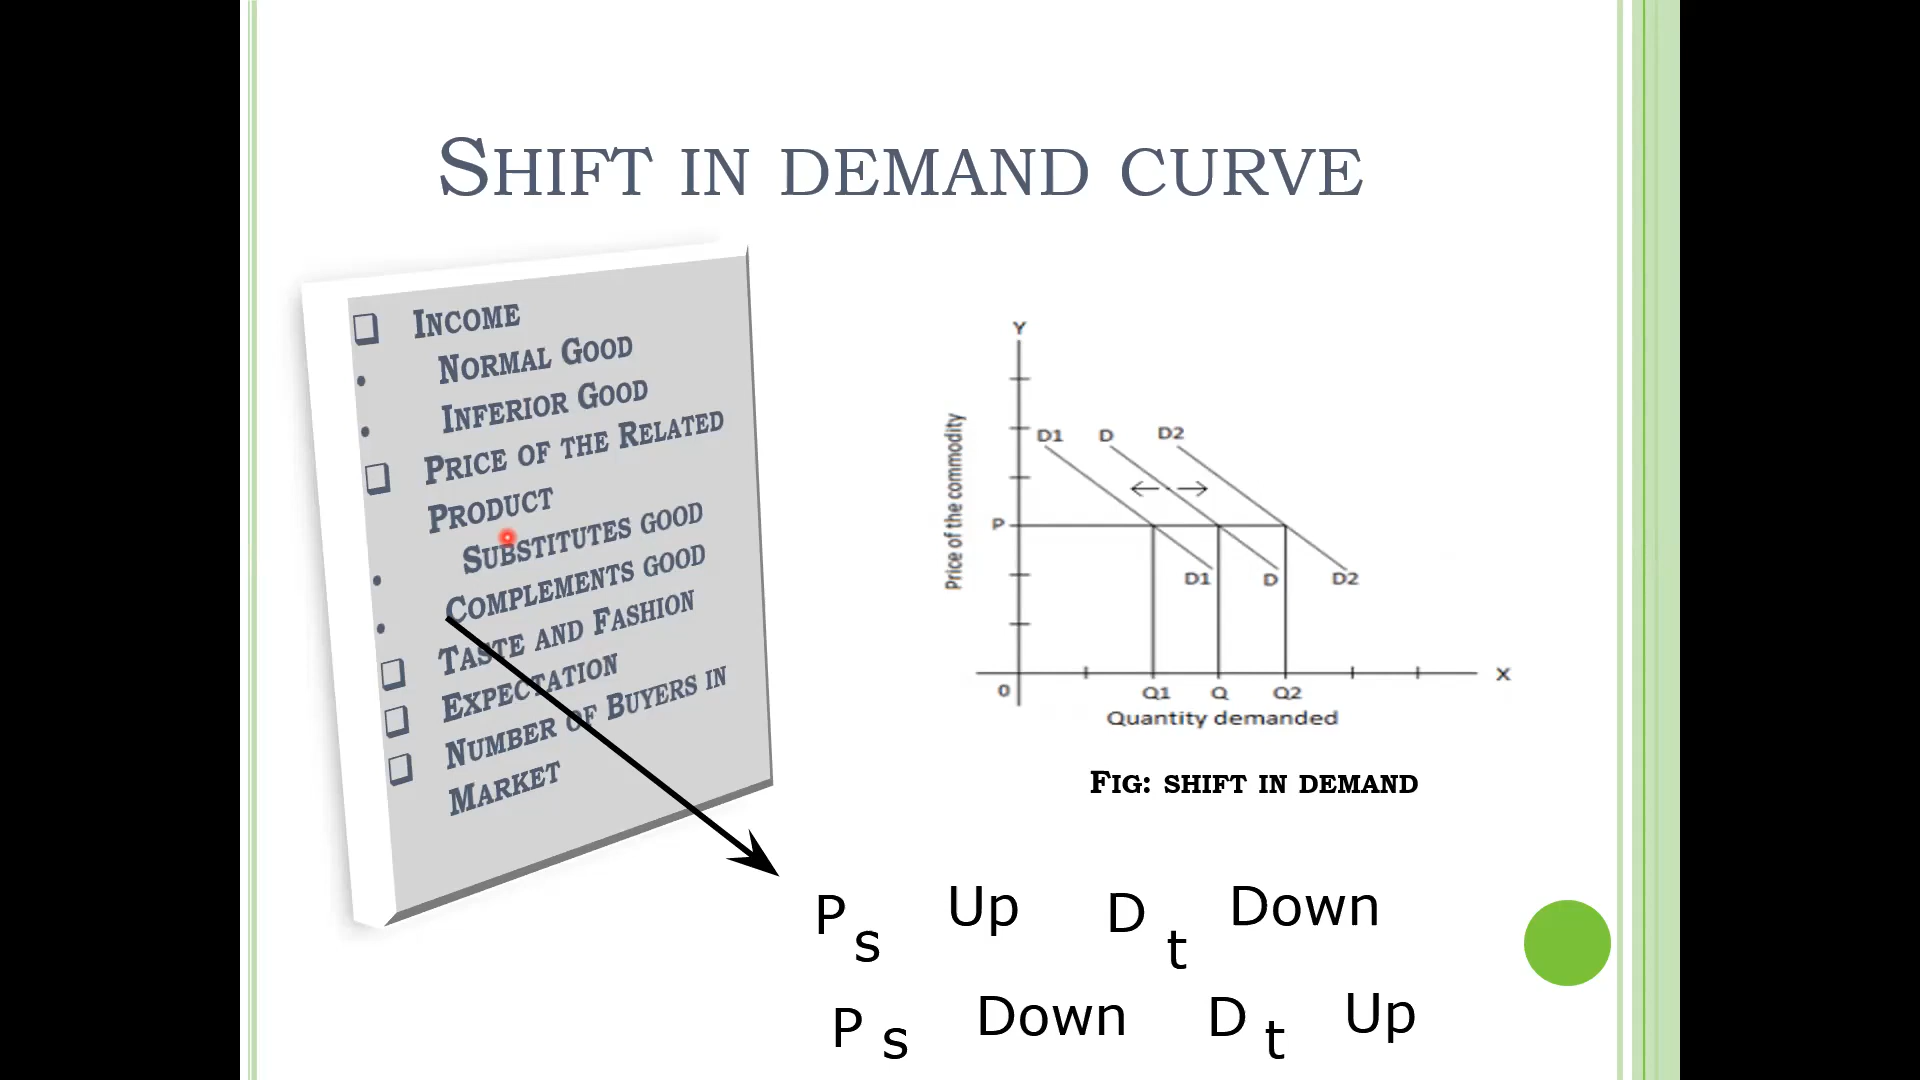 SHIFT IN DEMAND CURVE
❑ INCOME
• NORMAL GOOD
• INFERIOR GOOD
❑ PRICE OF THE RELATED
PRODUCT
• SUBSTITUTES GOOD
• COMPLEMENTS GOOD
❑ TASTE AND FASHION
❑ EXPECTATION
❑ NUMBER OF BUYERS IN
MARKET
Y
Price of the commodity
D1 D D2
P
D1 D D2
0
X
Q1 Q Q2
Quantity demanded
FIG: SHIFT IN DEMAND
P s Up D t Down
P s Down D t Up